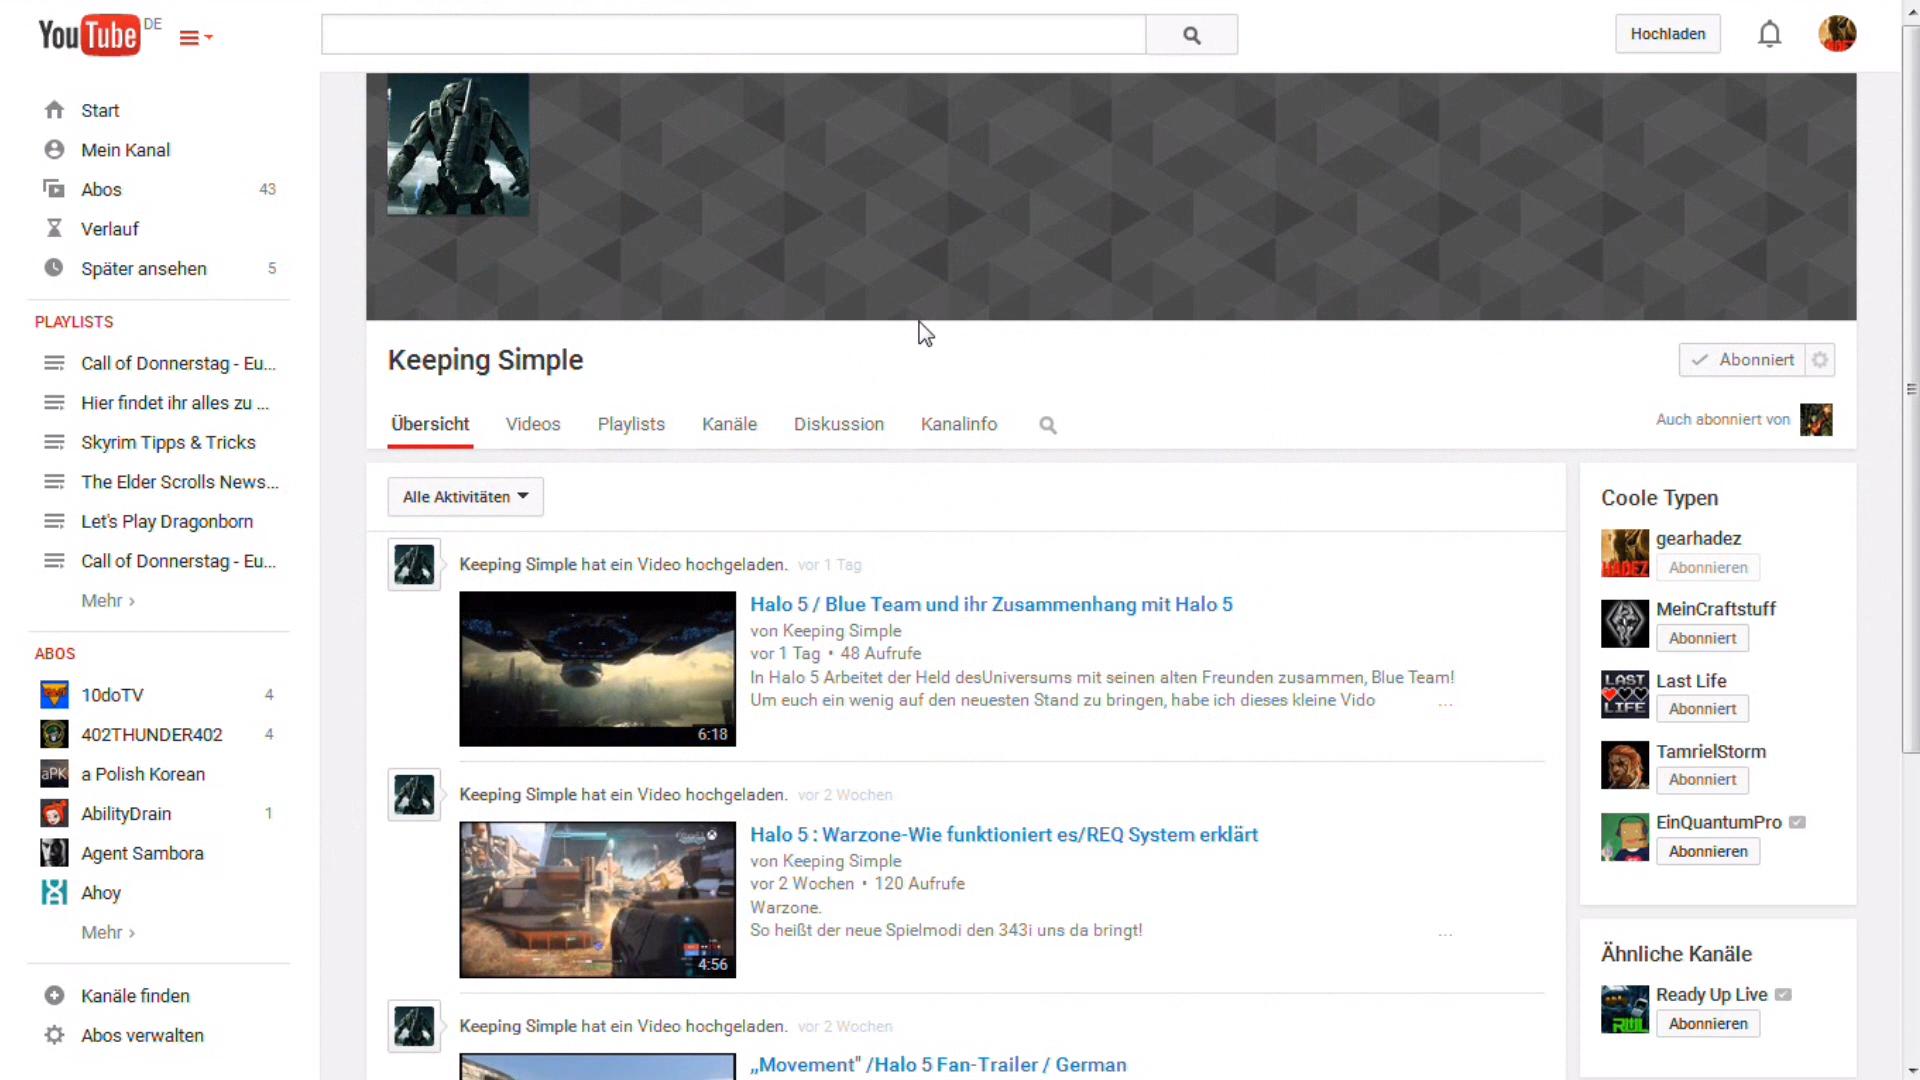 YouTube DE
Hochladen
Start
Mein Kanal
Abos 43
Verlauf
Später ansehen 5
PLAYLISTS
Call of Donnerstag - Eu...
Hier findet ihr alles zu ...
Skyrim Tipps & Tricks
The Elder Scrolls News...
Let's Play Dragonborn
Call of Donnerstag - Eu...
Mehr ›
ABOS
10doTV 4
402THUNDER402 4
aPK
a Polish Korean
AbilityDrain 1
Agent Sambora
Ahoy
Mehr ›
Kanäle finden
Abos verwalten
Keeping Simple
Abonniert
Übersicht Videos Playlists Kanäle Diskussion Kanalinfo
Auch abonniert von
Alle Aktivitäten
Keeping Simple hat ein Video hochgeladen. vor 1 Tag
6:18
Halo 5 / Blue Team und ihr Zusammenhang mit Halo 5
von Keeping Simple
vor 1 Tag • 48 Aufrufe
In Halo 5 Arbeitet der Held desUniversums mit seinen alten Freunden zusammen, Blue Team!
Um euch ein wenig auf den neuesten Stand zu bringen, habe ich dieses kleine Vido ...
Keeping Simple hat ein Video hochgeladen. vor 2 Wochen
4:56
Halo 5 : Warzone-Wie funktioniert es/REQ System erklärt
von Keeping Simple
vor 2 Wochen • 120 Aufrufe
Warzone.
So heißt der neue Spielmodi den 343i uns da bringt! ...
Keeping Simple hat ein Video hochgeladen. vor 2 Wochen
„Movement" /Halo 5 Fan-Trailer / German
Coole Typen
HADEZ
gearhadez
Abonnieren
MeinCraftstuff
Abonniert
LAST
LIFE
Last Life
Abonniert
TamrielStorm
Abonniert
EinQuantumPro
Abonnieren
Ähnliche Kanäle
RUL
Ready Up Live
Abonnieren